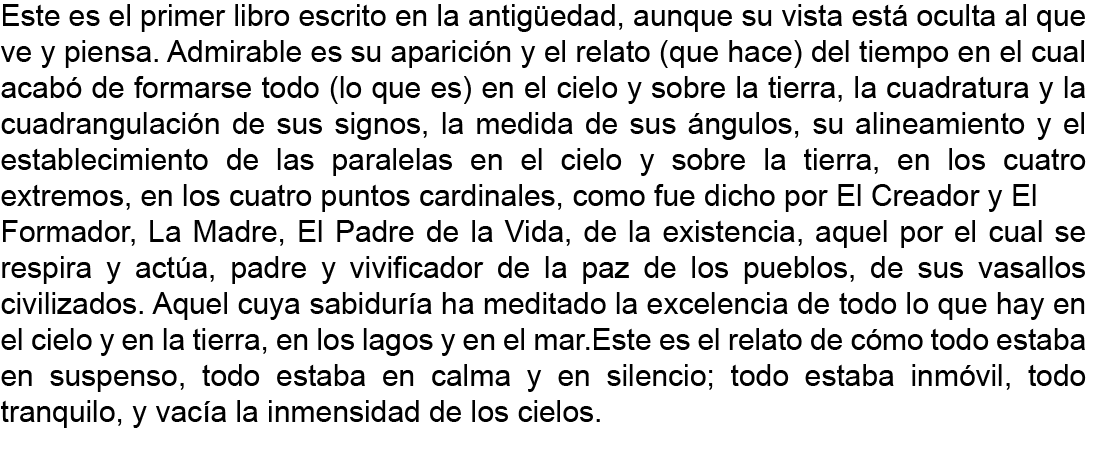 Este es el primer libro escrito en la antigüedad, aunque su vista está oculta al que
ve y piensa. Admirable es su aparición y el relato (que hace) del tiempo en el cual
acabó de formarse todo (lo que es) en el cielo y sobre la tierra, la cuadratura y la
cuadrangulación de sus signos, la medida de sus ángulos, su alineamiento y el
establecimiento de las paralelas en el cielo y sobre la tierra, en los cuatro
extremos, en los cuatro puntos cardinales, como fue dicho por El Creador y El
Formador, La Madre, El Padre de la Vida, de la existencia, aquel por el cual se
respira y actúa, padre y vivificador de la paz de los pueblos, de sus vasallos
civilizados. Aquel cuya sabiduría ha meditado la excelencia de todo lo que hay en
el cielo y en la tierra, en los lagos y en el mar.Este es el relato de cómo todo estaba
en suspenso, todo estaba en calma y en silencio; todo estaba inmóvil, todo
tranquilo, y vacía la inmensidad de los cielos.